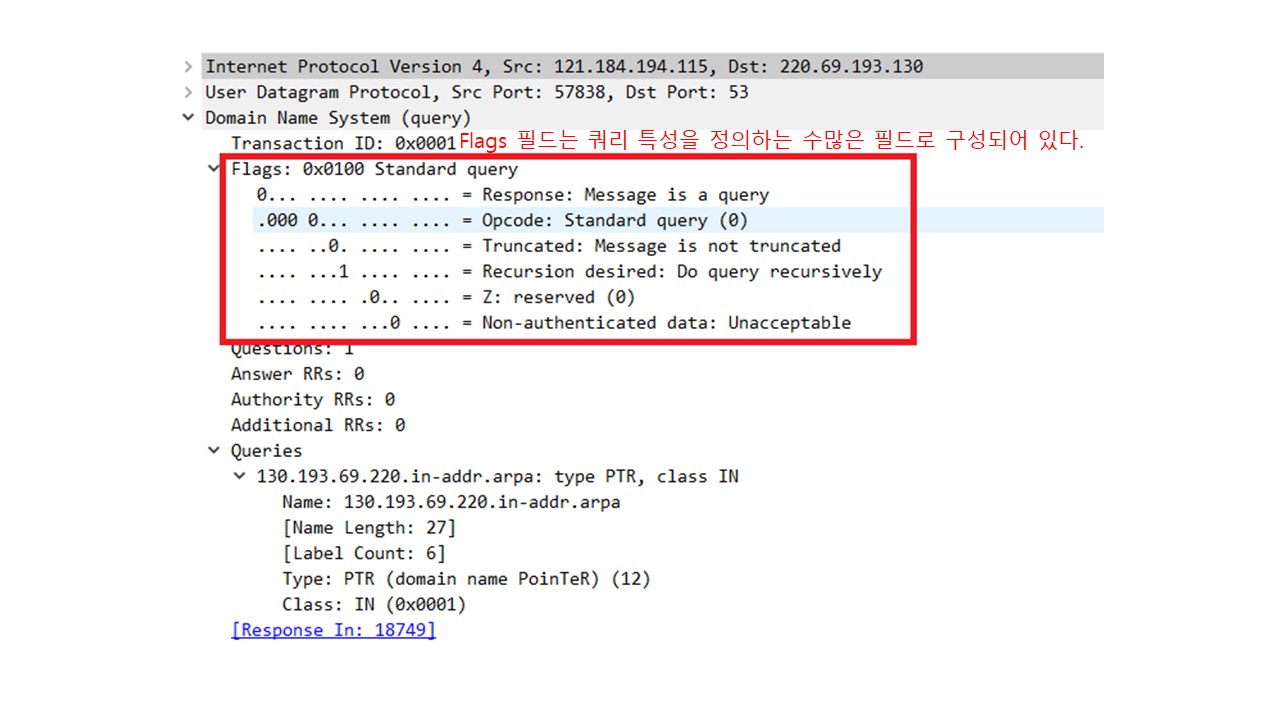 Internet Protocol Version 4, Src: 121.184.194.115, Dst: 220.69.193.130
User Datagram Protocol, Src Port: 57838, Dst Port: 53
Domain Name System (query)
Transaction ID: 0x0001 Flags 필드는 쿼리 특성을 정의하는 수많은 필드로 구성되어 있다.
Flags: 0x0100 Standard query
0... .... .... .... = Response: Message is a query
.000 0... .... .... = Opcode: Standard query (0)
.... ..0. .... .... = Truncated: Message is not truncated
.... ...1 .... .... = Recursion desired: Do query recursively
.... .... .0.. .... = Z: reserved (0)
.... .... ...0 .... = Non-authenticated data: Unacceptable
Questions: 1
Answer RRs: 0
Authority RRs: 0
Additional RRs: 0
Queries
130.193.69.220.in-addr.arpa: type PTR, class IN
Name: 130.193.69.220.in-addr.arpa
[Name Length: 27]
[Label Count: 6]
Type: PTR (domain name PoinTeR) (12)
Class: IN (0x0001)
[Response In: 18749]